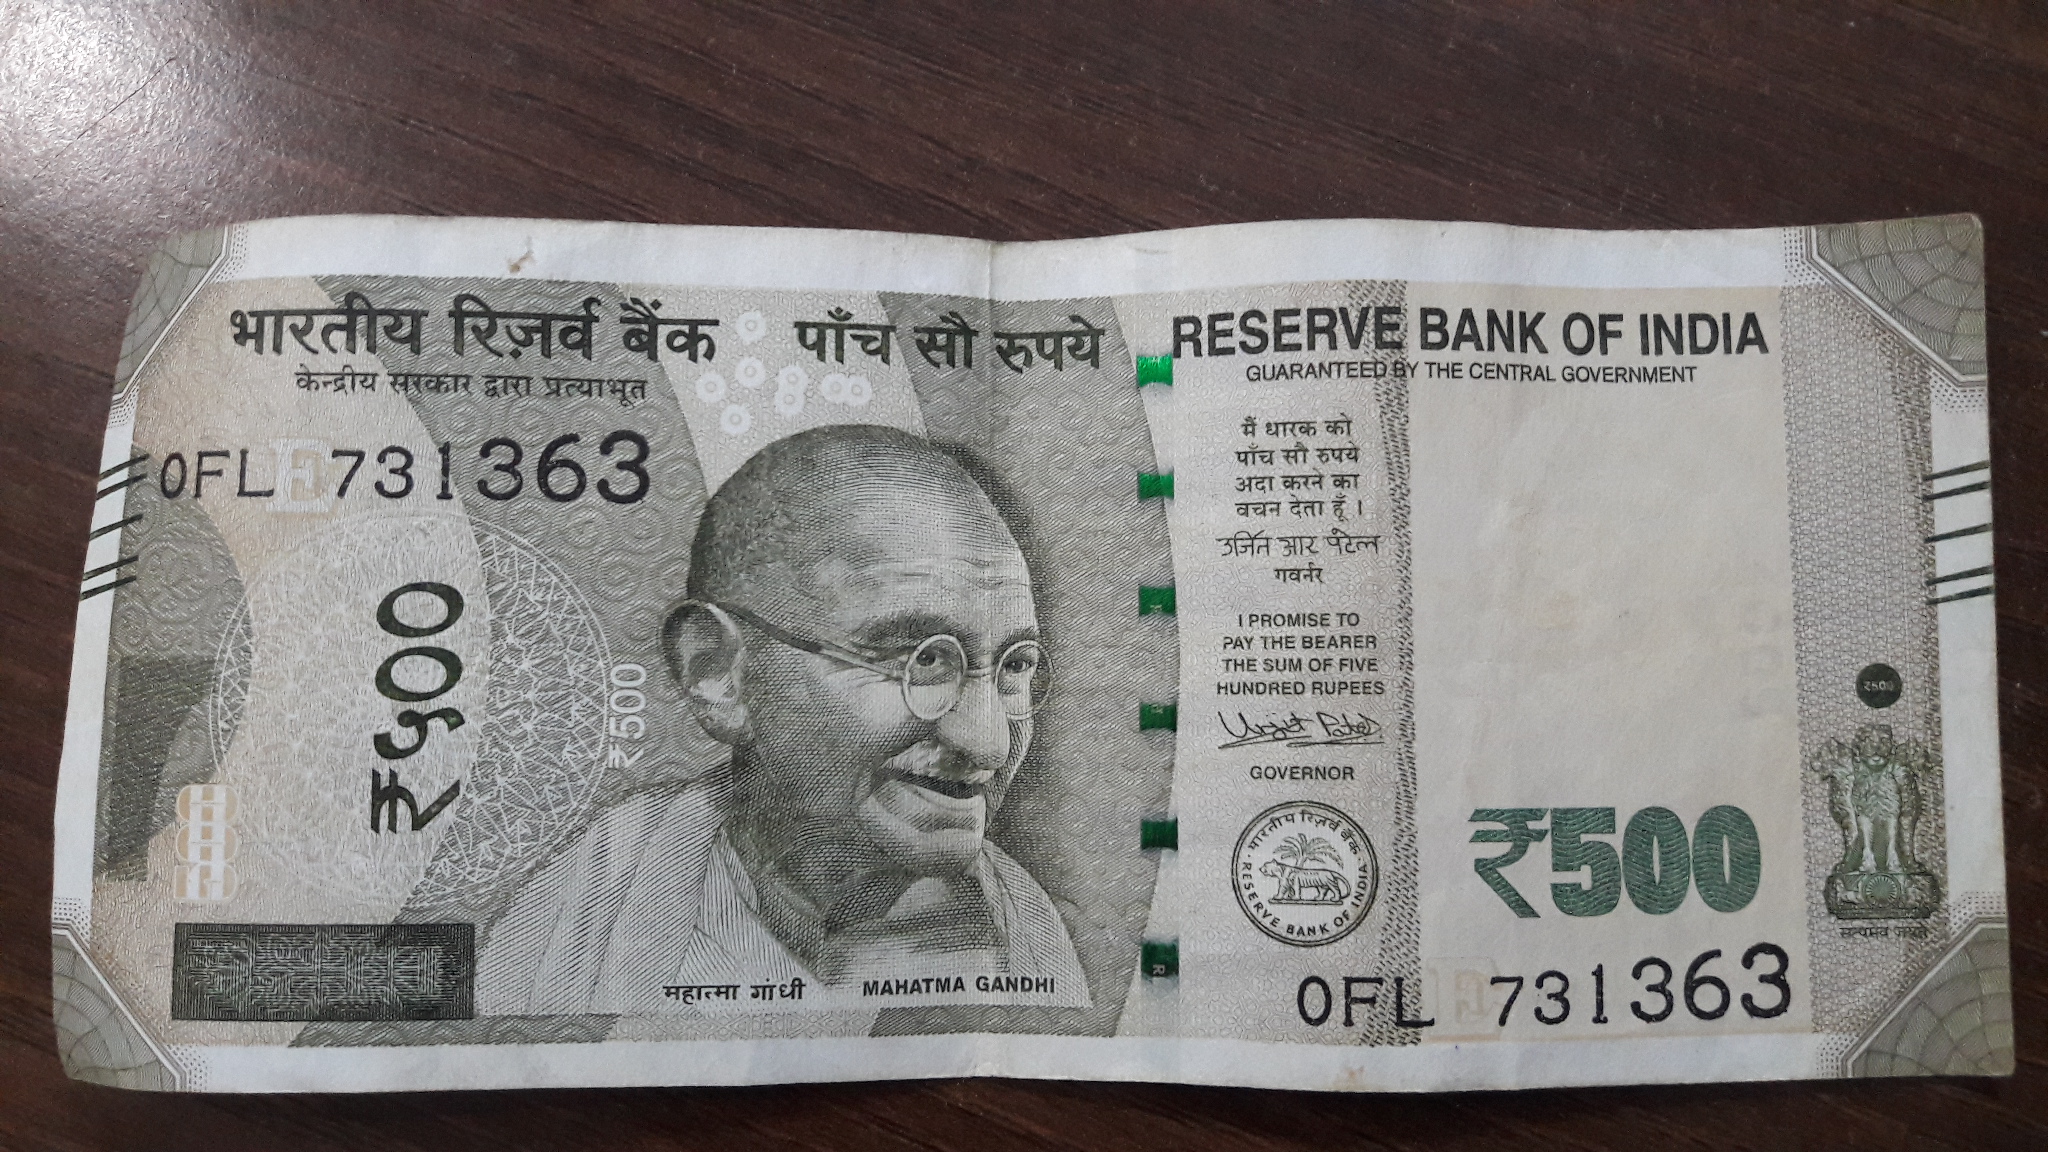 भारतीय रिज़र्व बैंक
केन्द्रीय सरकार द्वारा प्रत्याभूत
पाँच सौ रुपये
RESERVE BANK OF INDIA
GUARANTEED BY THE CENTRAL GOVERNMENT
0FL 731363
५००
₹500
महात्मा गांधी MAHATMA GANDHI
मैं धारक को
पाँच सौ रुपये
अदा करने का
वचन देता हूँ।
उर्जित आर पटेल
गवर्नर
I PROMISE TO
PAY THE BEARER
THE SUM OF FIVE
HUNDRED RUPEES
Urjit Patel
GOVERNOR
भारतीय रिज़र्व बैंक
RESERVE BANK OF INDIA
₹500
0FL 731363
₹500
सत्यमेव जयते